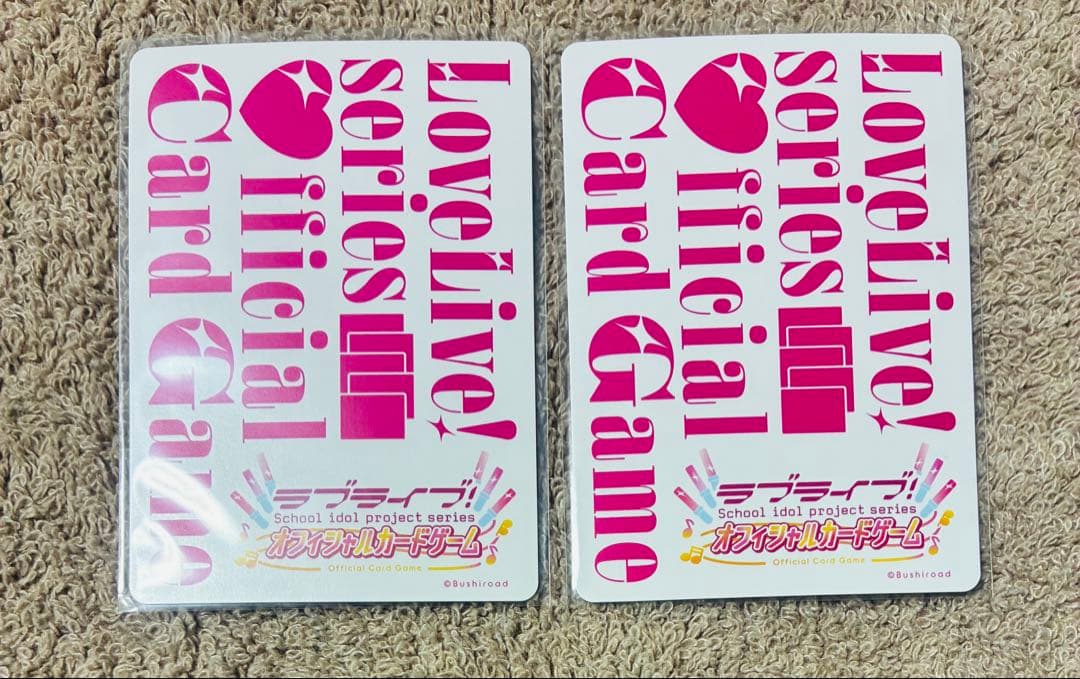 LoveLive!
series
fficial
Card Game
ラブライブ!
School idol project series
オフィシャルカードゲーム
Official Card Game
©Bushiroad
LoveLive!
series
fficial
Card Game
ラブライブ!
School idol project series
オフィシャルカードゲーム
Official Card Game
©Bushiroad